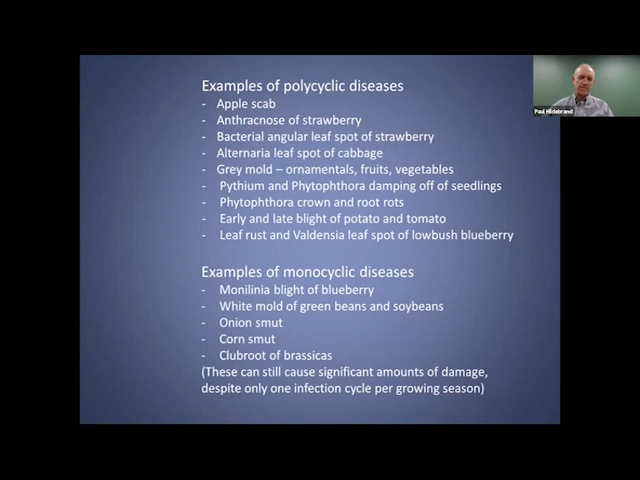 Examples of polycyclic diseases
- Apple scab
- Anthracnose of strawberry
- Bacterial angular leaf spot of strawberry
- Alternaria leaf spot of cabbage
- Grey mold – ornamentals, fruits, vegetables
- Pythium and Phytophthora damping off of seedlings
- Phytophthora crown and root rots
- Early and late blight of potato and tomato
- Leaf rust and Valdensia leaf spot of lowbush blueberry
Examples of monocyclic diseases
- Monilinia blight of blueberry
- White mold of green beans and soybeans
- Onion smut
- Corn smut
- Clubroot of brassicas
(These can still cause significant amounts of damage,
despite only one infection cycle per growing season)
Paul Hildebrand